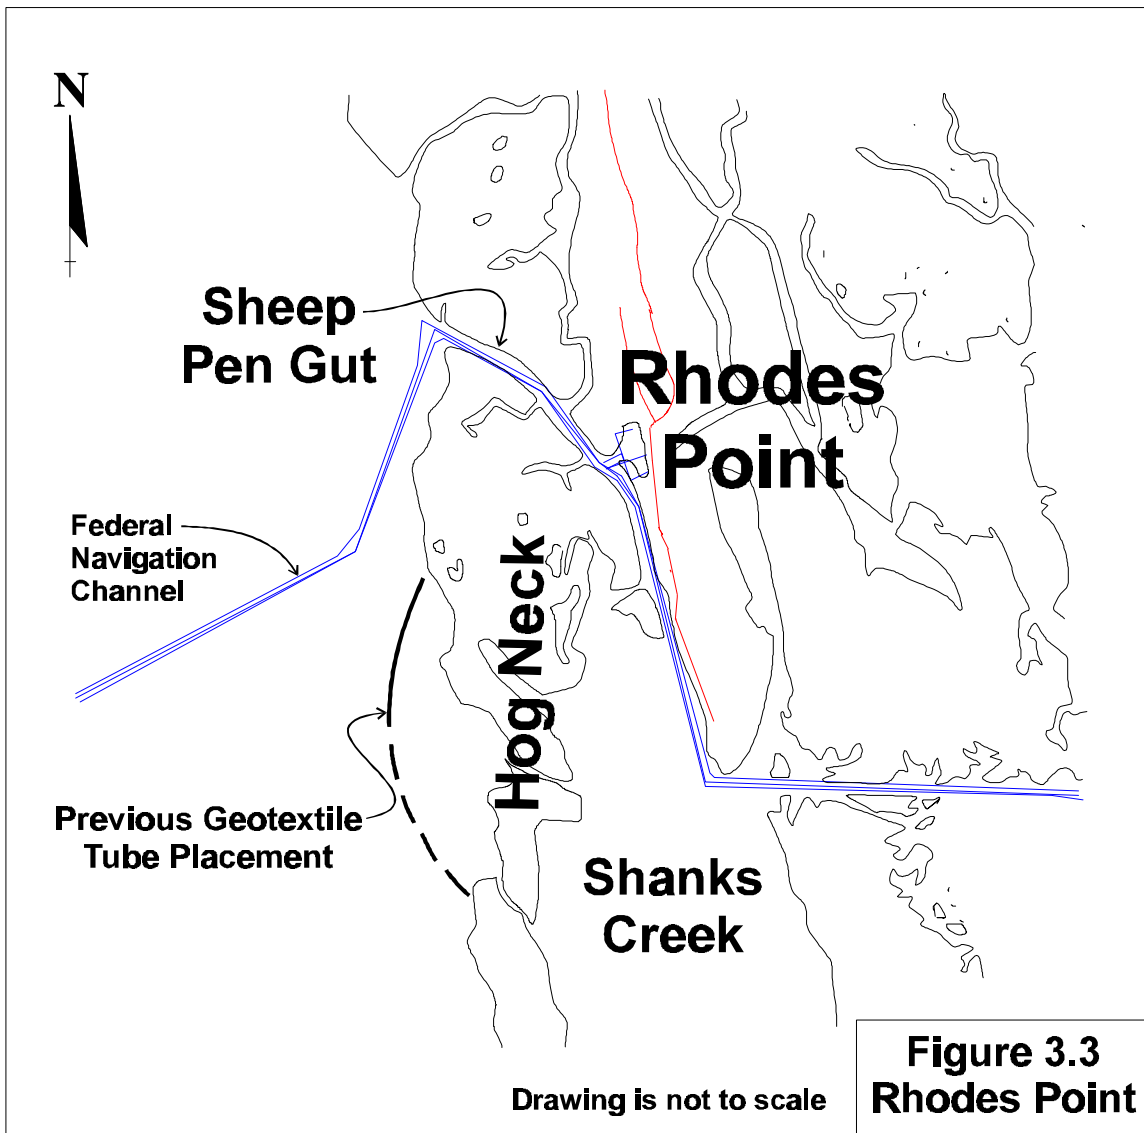 N
Sheep
Pen Gut
Rhodes
Point
Federal
Navigation
Channel
Hog Neck
Previous Geotextile
Tube Placement
Shanks
Creek
Drawing is not to scale
Figure 3.3
Rhodes Point